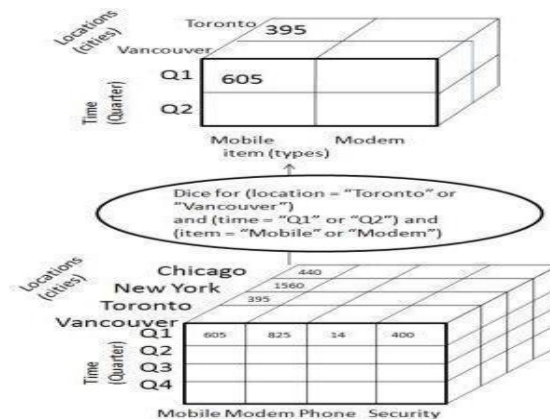 Locations
(cities)
Toronto
395
Vancouver
Q1
605
Q2
Time
(Quarter)
Mobile
Modem
item (types)
Dice for (location = "Toronto" or
"Vancouver")
and (time = "Q1" or "Q2") and
(item = "Mobile" or "Modem")
Locations
(cities)
Chicago
440
New York
1560
Toronto
395
Vancouver
Q1
605
825
14
400
Q2
Q3
Q4
Time
(Quarter)
Mobile Modem Phone Security